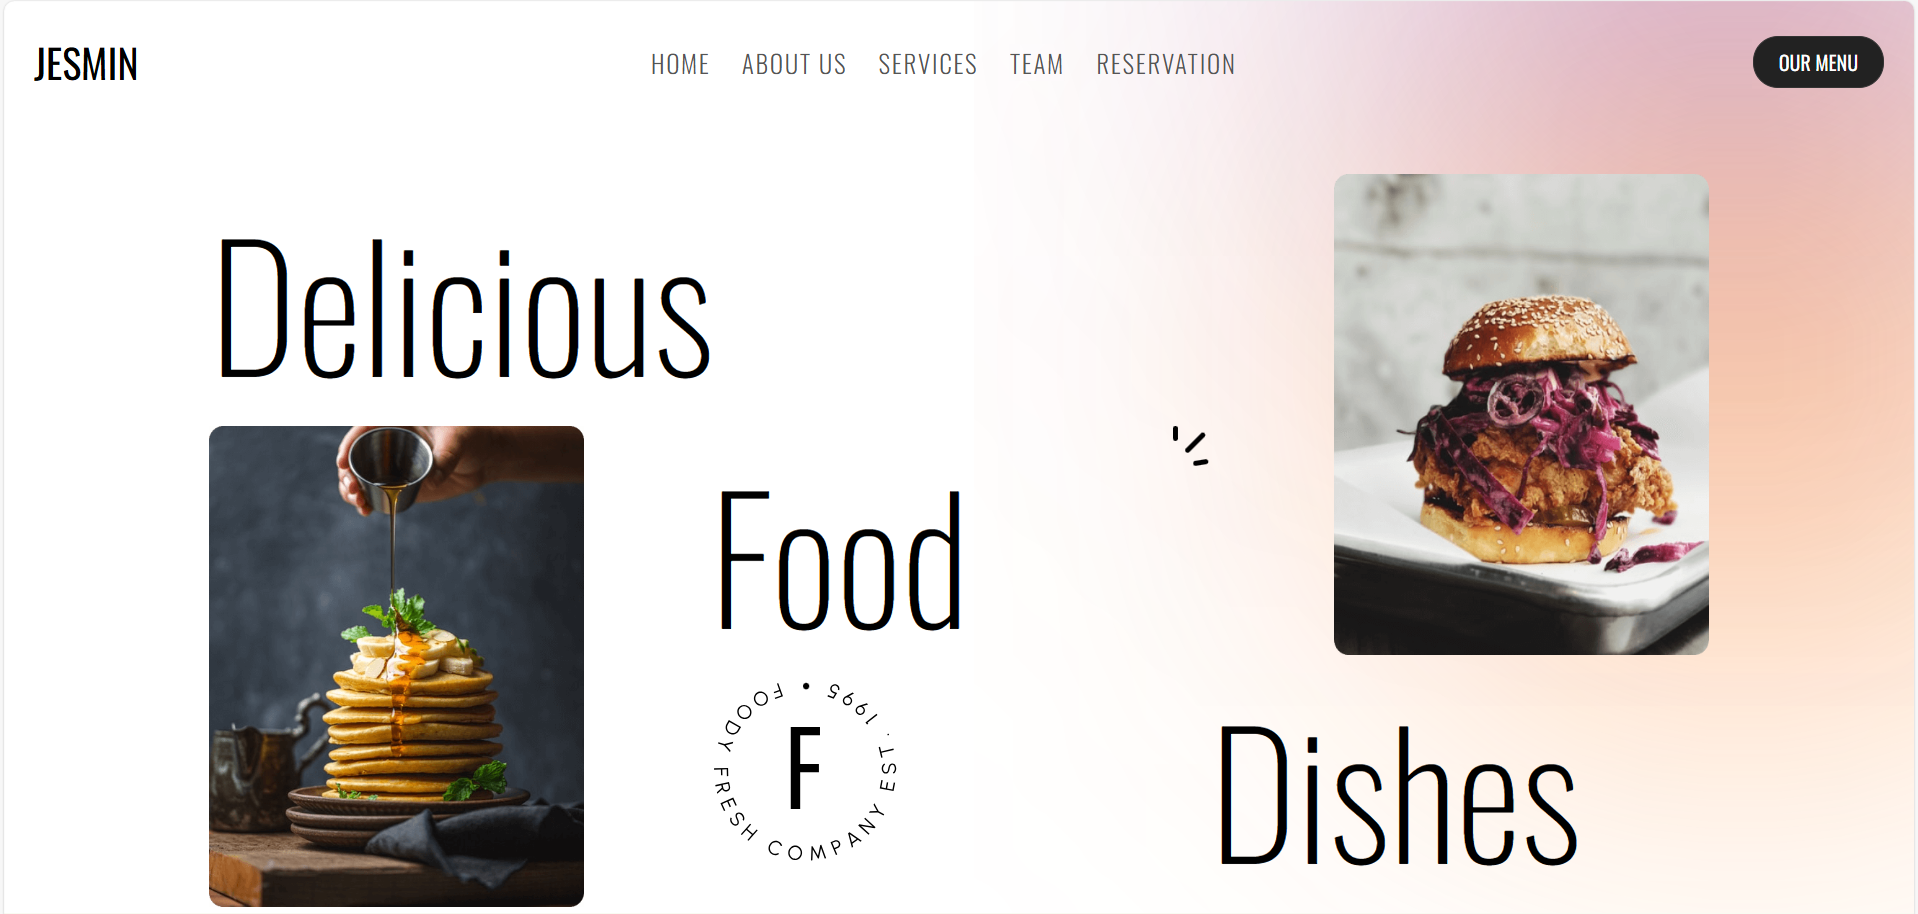 JESMIN
HOME ABOUT US SERVICES TEAM RESERVATION
OUR MENU
Delicious
Food
FOODY FRESH COMPANY EST . 1995 •
F
Dishes